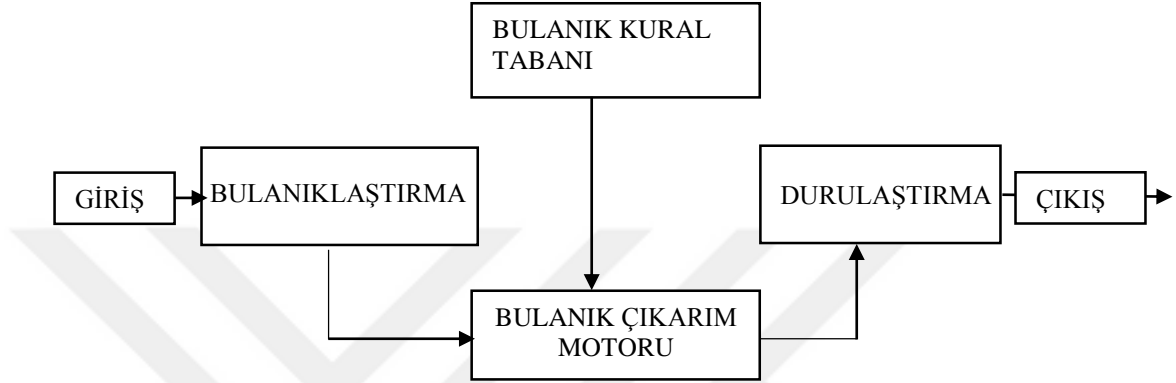 BULANIK KURAL
TABANI
GİRİŞ
BULANIKLAŞTIRMA
DURULAŞTIRMA
ÇIKIŞ
BULANIK ÇIKARIM
MOTORU